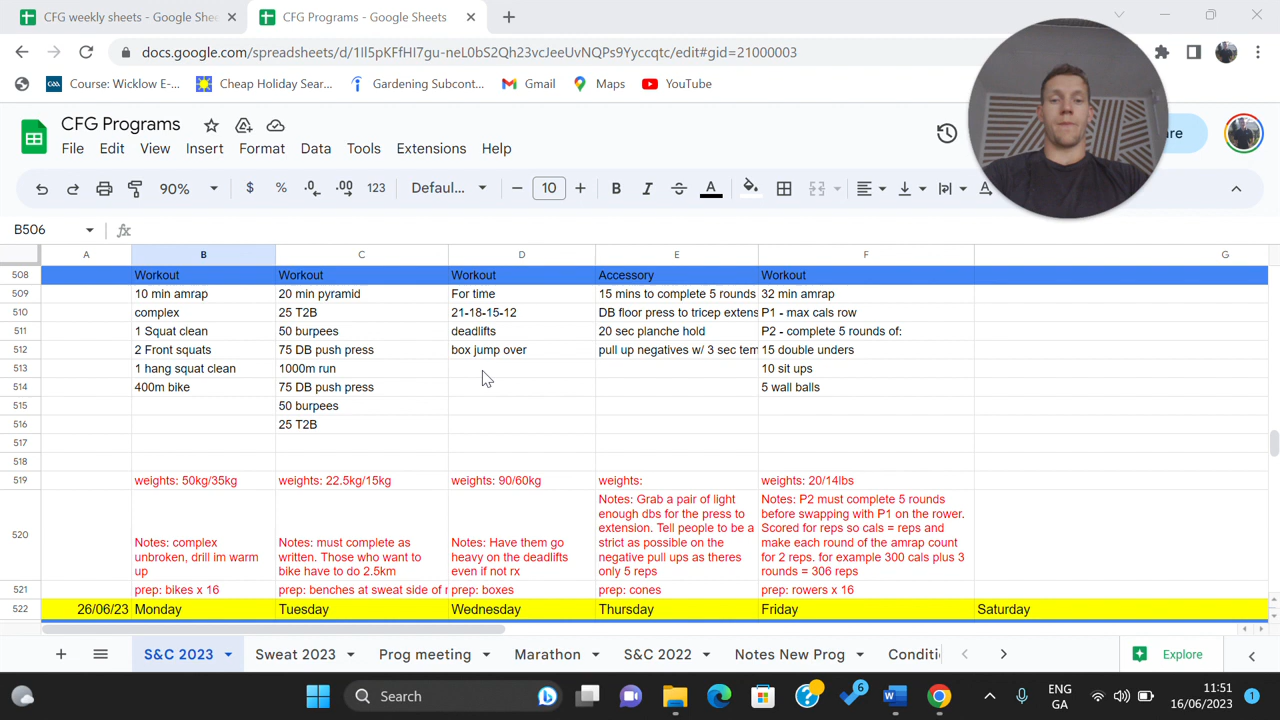 CFG weekly sheets - Google She
CFG Programs - Google Sheets
docs.google.com/spreadsheets/d/1Il5pKFfHI7gu-neL0bS2Qh23vcJeeUvNQPs9Yyccqtc/edit#gid=21000003
Course: Wicklow E-...
Cheap Holiday Sear...
Gardening Subcont...
Gmail
Maps
YouTube
CFG Programs
File Edit View Insert Format Data Tools Extensions Help
90% $ % .0 .00 123 Defaul... 10 B I A
B506 fx
A B C D E F G
508 Workout Workout Workout Accessory Workout
509 10 min amrap 20 min pyramid For time 15 mins to complete 5 rounds 32 min amrap
510 complex 25 T2B 21-18-15-12 DB floor press to tricep extens P1 - max cals row
511 1 Squat clean 50 burpees deadlifts 20 sec planche hold P2 - complete 5 rounds of:
512 2 Front squats 75 DB push press box jump over pull up negatives w/ 3 sec tem 15 double unders
513 1 hang squat clean 1000m run 10 sit ups
514 400m bike 75 DB push press 5 wall balls
515 50 burpees
516 25 T2B
517
518
519 weights: 50kg/35kg weights: 22.5kg/15kg weights: 90/60kg weights: weights: 20/14lbs
520
Notes: complex
unbroken, drill im warm
up
Notes: must complete as
written. Those who want to
bike have to do 2.5km
Notes: Have them go
heavy on the deadlifts
even if not rx
Notes: Grab a pair of light
enough dbs for the press to
extension. Tell people to be a
strict as possible on the
negative pull ups as theres
only 5 reps
Notes: P2 must complete 5 rounds
before swapping with P1 on the rower.
Scored for reps so cals = reps and
make each round of the amrap count
for 2 reps. for example 300 cals plus 3
rounds = 306 reps
521 prep: bikes x 16 prep: benches at sweat side of r prep: boxes prep: cones prep: rowers x 16
522 26/06/23 Monday Tuesday Wednesday Thursday Friday Saturday
S&C 2023 Sweat 2023 Prog meeting Marathon S&C 2022 Notes New Prog Conditi Explore
Search
6
ENG
GA
11:51
16/06/2023
1